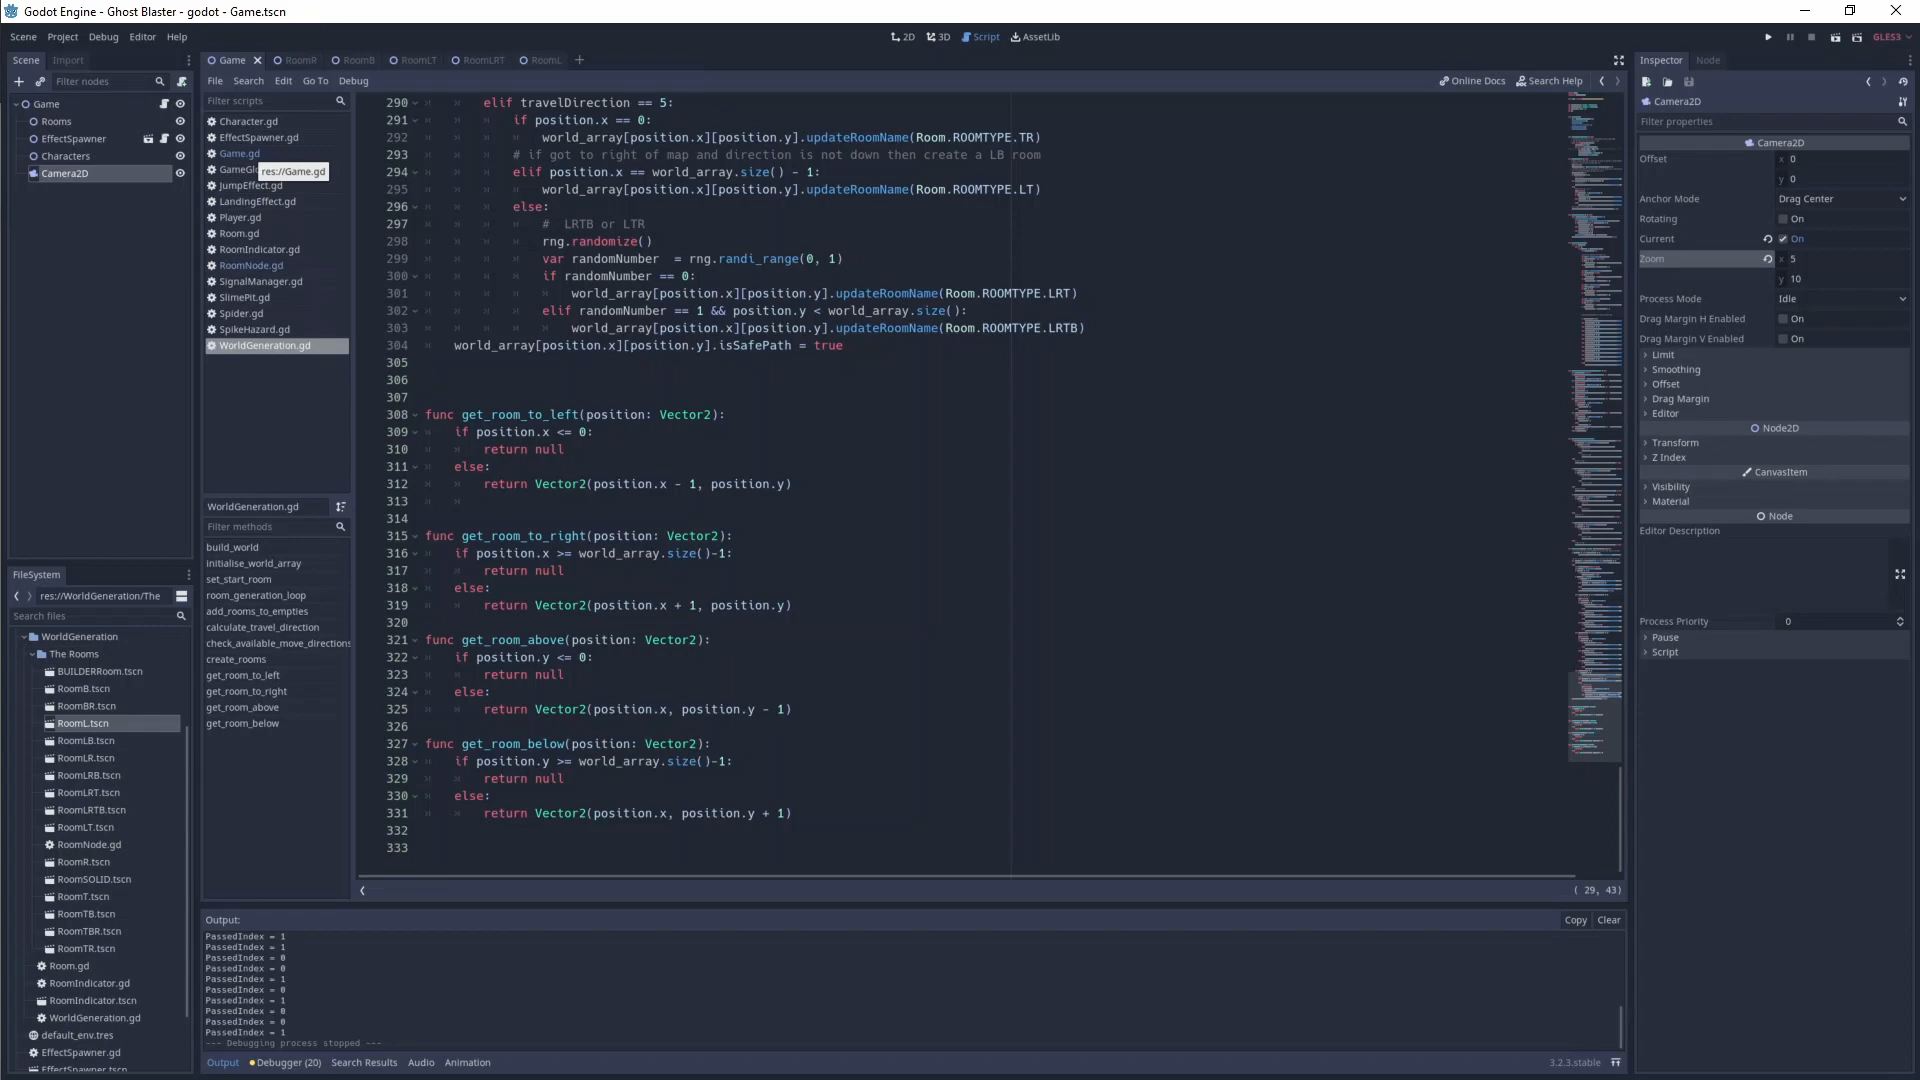 Godot Engine - Ghost Blaster - godot - Game.tscn
Scene Project Debug Editor Help
2D 3D Script AssetLib
GLES3
Scene Import
Filter nodes
Game
Rooms
EffectSpawner
Characters
Camera2D
Game RoomR RoomB RoomLT RoomLRT RoomL
File Search Edit Go To Debug
Online Docs Search Help
Filter scripts
Character.gd
EffectSpawner.gd
Game.gd
GameGl
res://Game.gd
JumpEffect.gd
LandingEffect.gd
Player.gd
Room.gd
RoomIndicator.gd
RoomNode.gd
SignalManager.gd
SlimePit.gd
Spider.gd
SpikeHazard.gd
WorldGeneration.gd
WorldGeneration.gd
Filter methods
build_world
initialise_world_array
set_start_room
room_generation_loop
add_rooms_to_empties
calculate_travel_direction
check_available_move_directions
create_rooms
get_room_to_left
get_room_to_right
get_room_above
get_room_below
290 elif travelDirection == 5:
291 if position.x == 0:
292 world_array[position.x][position.y].updateRoomName(Room.ROOMTYPE.TR)
293 # if got to right of map and direction is not down then create a LB room
294 elif position.x == world_array.size() - 1:
295 world_array[position.x][position.y].updateRoomName(Room.ROOMTYPE.LT)
296 else:
297 # LRTB or LTR
298 rng.randomize()
299 var randomNumber = rng.randi_range(0, 1)
300 if randomNumber == 0:
301 world_array[position.x][position.y].updateRoomName(Room.ROOMTYPE.LRT)
302 elif randomNumber == 1 && position.y < world_array.size():
303 world_array[position.x][position.y].updateRoomName(Room.ROOMTYPE.LRTB)
304 world_array[position.x][position.y].isSafePath = true
305
306
307
308 func get_room_to_left(position: Vector2):
309 if position.x <= 0:
310 return null
311 else:
312 return Vector2(position.x - 1, position.y)
313
314
315 func get_room_to_right(position: Vector2):
316 if position.x >= world_array.size()-1:
317 return null
318 else:
319 return Vector2(position.x + 1, position.y)
320
321 func get_room_above(position: Vector2):
322 if position.y <= 0:
323 return null
324 else:
325 return Vector2(position.x, position.y - 1)
326
327 func get_room_below(position: Vector2):
328 if position.y >= world_array.size()-1:
329 return null
330 else:
331 return Vector2(position.x, position.y + 1)
332
333
( 29, 43)
FileSystem
res://WorldGeneration/The
Search files
WorldGeneration
The Rooms
BUILDERRoom.tscn
RoomB.tscn
RoomBR.tscn
RoomL.tscn
RoomLB.tscn
RoomLR.tscn
RoomLRB.tscn
RoomLRT.tscn
RoomLRTB.tscn
RoomLT.tscn
RoomNode.gd
RoomR.tscn
RoomSOLID.tscn
RoomT.tscn
RoomTB.tscn
RoomTBR.tscn
RoomTR.tscn
Room.gd
RoomIndicator.gd
RoomIndicator.tscn
WorldGeneration.gd
default_env.tres
EffectSpawner.gd
EffectSpawner.tscn
Output:
Copy Clear
PassedIndex = 1
PassedIndex = 1
PassedIndex = 0
PassedIndex = 0
PassedIndex = 1
PassedIndex = 0
PassedIndex = 1
PassedIndex = 0
PassedIndex = 0
PassedIndex = 1
--- Debugging process stopped ---
Output Debugger (20) Search Results Audio Animation
3.2.3.stable
Inspector Node
Camera2D
Filter properties
Camera2D
Offset x 0
y 0
Anchor Mode Drag Center
Rotating On
Current On
Zoom x 5
y 10
Process Mode Idle
Drag Margin H Enabled On
Drag Margin V Enabled On
Limit
Smoothing
Offset
Drag Margin
Editor
Node2D
Transform
Z Index
CanvasItem
Visibility
Material
Node
Editor Description
Process Priority 0
Pause
Script